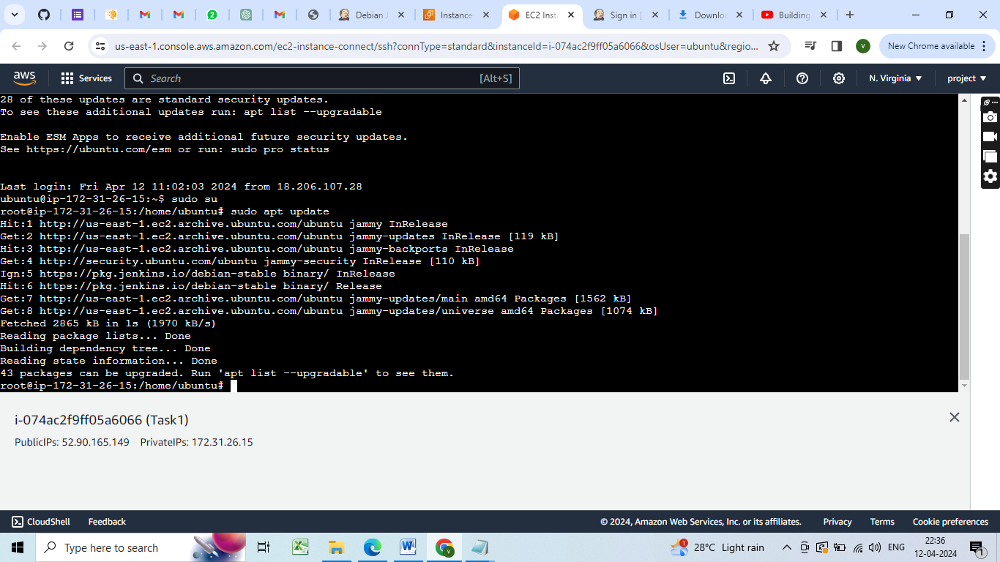 Debian J
Instance
EC2 Inst
Sign in [
Downloa
Building
us-east-1.console.aws.amazon.com/ec2-instance-connect/ssh?connType=standard&instanceId=i-074ac2f9ff05a6066&osUser=ubuntu&regio...
New Chrome available
aws
Services
Search
[Alt+S]
N. Virginia
project
28 of these updates are standard security updates.
To see these additional updates run: apt list --upgradable
Enable ESM Apps to receive additional future security updates.
See https://ubuntu.com/esm or run: sudo pro status
Last login: Fri Apr 12 11:02:03 2024 from 18.206.107.28
ubuntu@ip-172-31-26-15:~$ sudo su
root@ip-172-31-26-15:/home/ubuntu# sudo apt update
Hit:1 http://us-east-1.ec2.archive.ubuntu.com/ubuntu jammy InRelease
Get:2 http://us-east-1.ec2.archive.ubuntu.com/ubuntu jammy-updates InRelease [119 kB]
Hit:3 http://us-east-1.ec2.archive.ubuntu.com/ubuntu jammy-backports InRelease
Get:4 http://security.ubuntu.com/ubuntu jammy-security InRelease [110 kB]
Ign:5 https://pkg.jenkins.io/debian-stable binary/ InRelease
Hit:6 https://pkg.jenkins.io/debian-stable binary/ Release
Get:7 http://us-east-1.ec2.archive.ubuntu.com/ubuntu jammy-updates/main amd64 Packages [1562 kB]
Get:8 http://us-east-1.ec2.archive.ubuntu.com/ubuntu jammy-updates/universe amd64 Packages [1074 kB]
Fetched 2865 kB in 1s (1970 kB/s)
Reading package lists... Done
Building dependency tree... Done
Reading state information... Done
43 packages can be upgraded. Run 'apt list --upgradable' to see them.
root@ip-172-31-26-15:/home/ubuntu#
i-074ac2f9ff05a6066 (Task1)
PublicIPs: 52.90.165.149 PrivateIPs: 172.31.26.15
CloudShell
Feedback
© 2024, Amazon Web Services, Inc. or its affiliates.
Privacy
Terms
Cookie preferences
Type here to search
28°C Light rain
ENG
22:36
12-04-2024